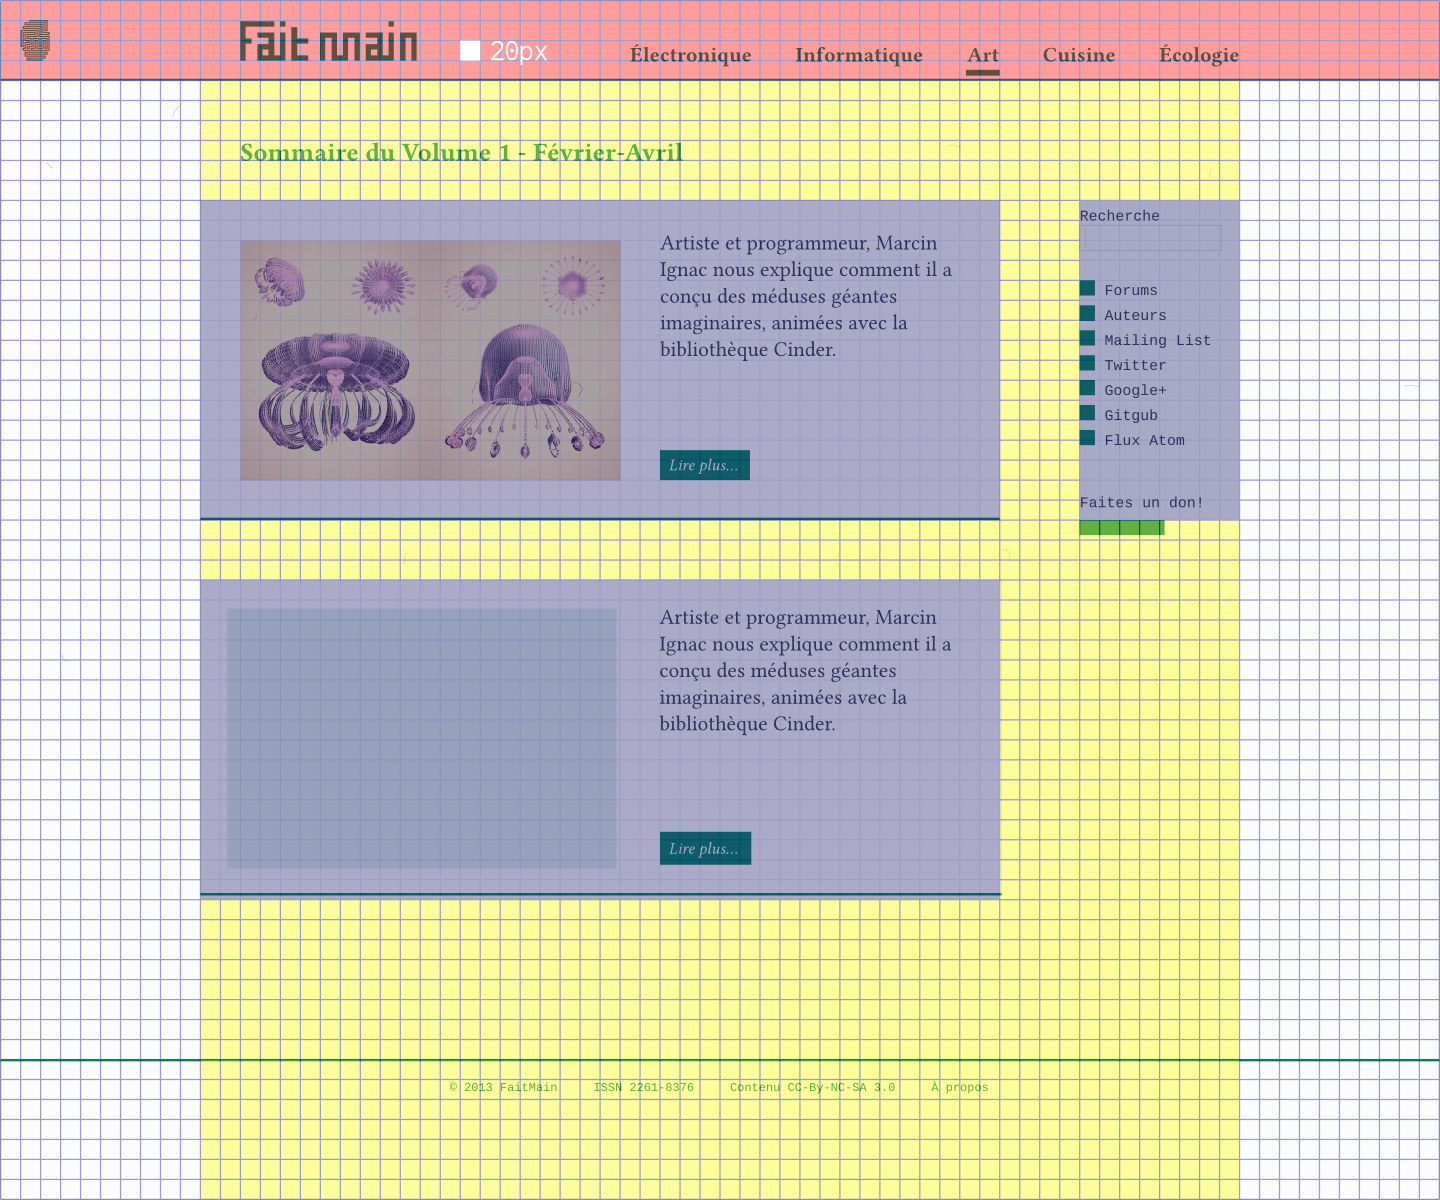 Fait main
20px
Électronique Informatique Art Cuisine Écologie
Sommaire du Volume 1 - Février-Avril
Artiste et programmeur, Marcin
Ignac nous explique comment il a
conçu des méduses géantes
imaginaires, animées avec la
bibliothèque Cinder.
Lire plus...
Recherche
Forums
Auteurs
Mailing List
Twitter
Google+
Gitgub
Flux Atom
Faites un don!
Artiste et programmeur, Marcin
Ignac nous explique comment il a
conçu des méduses géantes
imaginaires, animées avec la
bibliothèque Cinder.
Lire plus...
© 2013 FaitMain ISSN 2261-8376 Contenu CC-By-NC-SA 3.0 À propos